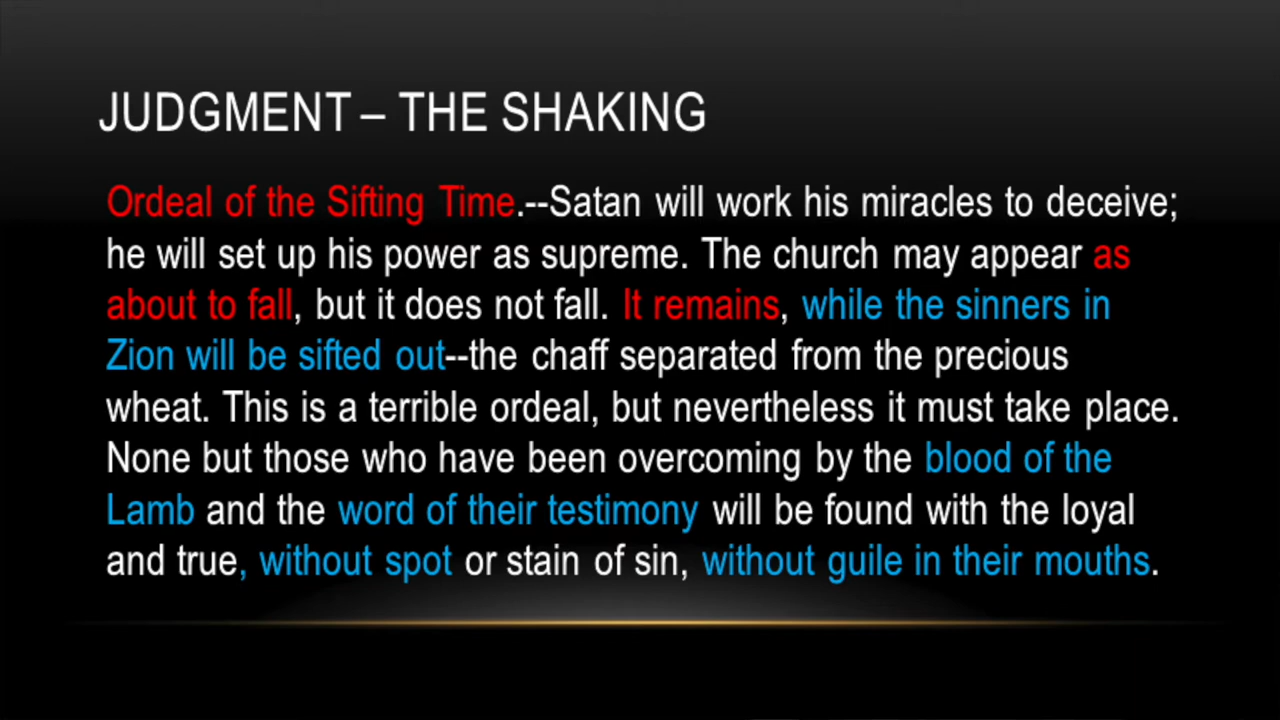 JUDGMENT – THE SHAKING
Ordeal of the Sifting Time.--Satan will work his miracles to deceive;
he will set up his power as supreme. The church may appear as
about to fall, but it does not fall. It remains, while the sinners in
Zion will be sifted out--the chaff separated from the precious
wheat. This is a terrible ordeal, but nevertheless it must take place.
None but those who have been overcoming by the blood of the
Lamb and the word of their testimony will be found with the loyal
and true, without spot or stain of sin, without guile in their mouths.